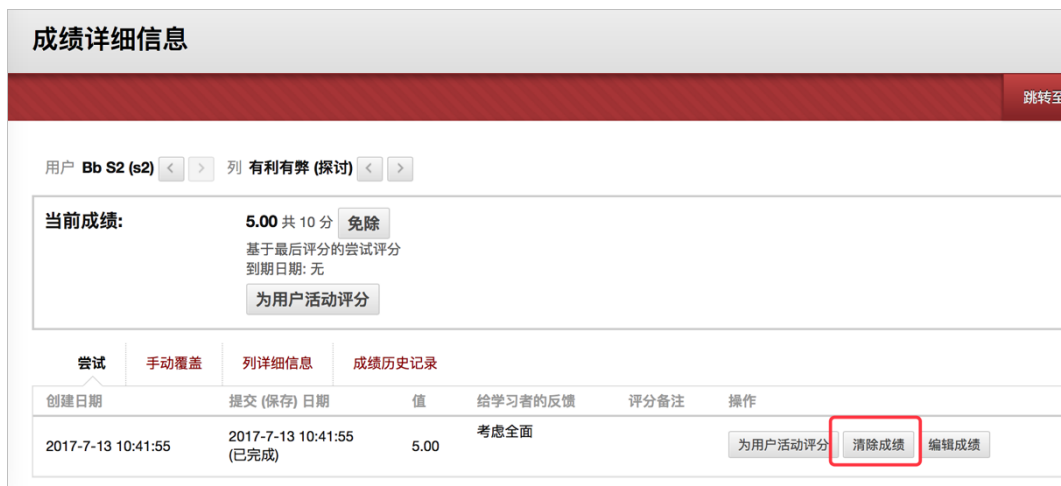 成绩详细信息
跳转至
用户 Bb S2 (s2) < > 列 有利有弊 (探讨) < >
当前成绩: 5.00 共 10 分 免除
基于最后评分的尝试评分
到期日期: 无
为用户活动评分
尝试 手动覆盖 列详细信息 成绩历史记录
创建日期 提交 (保存) 日期 值 给学习者的反馈 评分备注 操作
2017-7-13 10:41:55 2017-7-13 10:41:55 5.00 考虑全面 为用户活动评分 清除成绩 编辑成绩
(已完成)